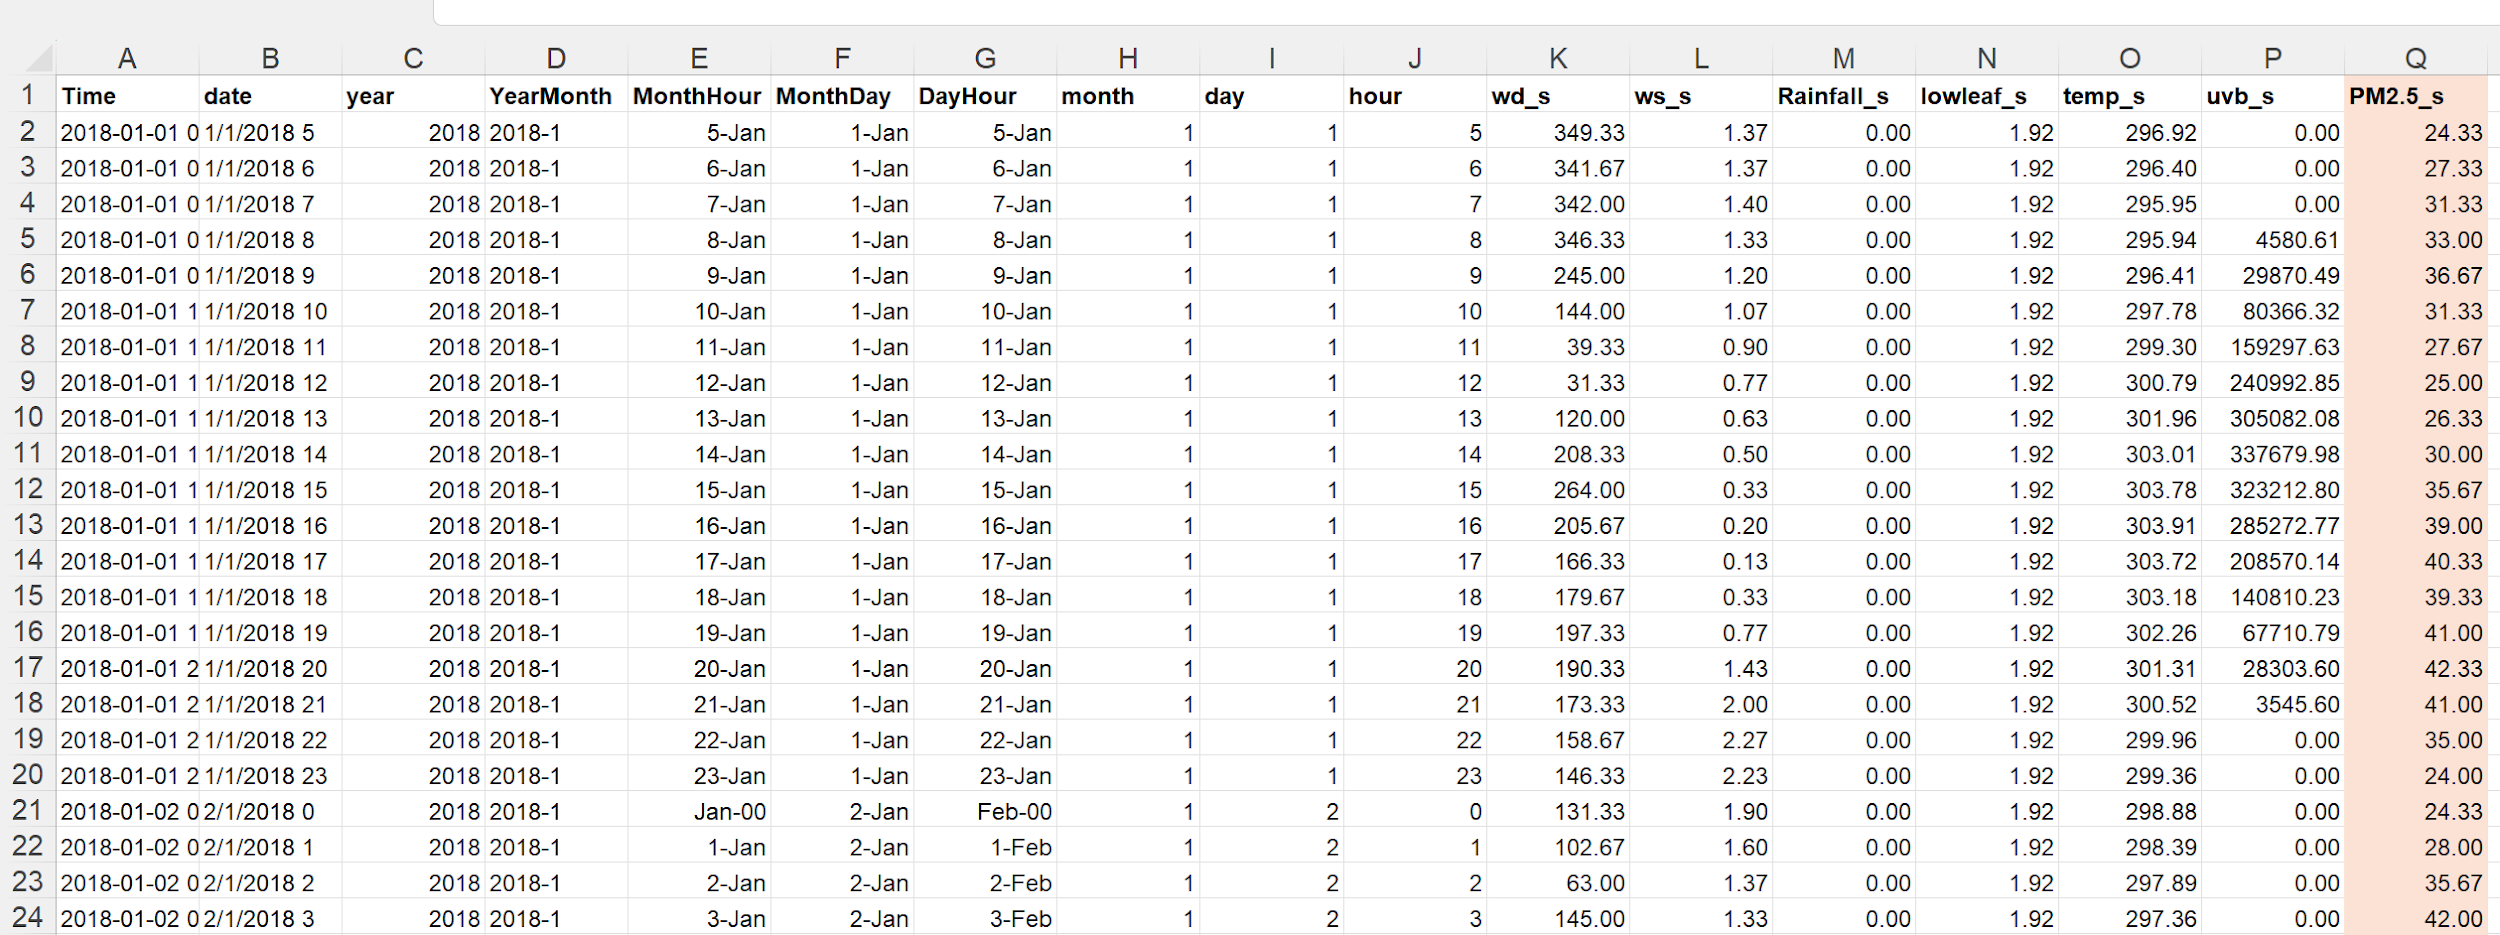 A B C D E F G H I J K L M N O P Q
1 Time date year YearMonth MonthHour MonthDay DayHour month day hour wd_s ws_s Rainfall_s lowleaf_s temp_s uvb_s PM2.5_s
2 2018-01-01 0 1/1/2018 5 2018 2018-1 5-Jan 1-Jan 5-Jan 1 1 5 349.33 1.37 0.00 1.92 296.92 0.00 24.33
3 2018-01-01 0 1/1/2018 6 2018 2018-1 6-Jan 1-Jan 6-Jan 1 1 6 341.67 1.37 0.00 1.92 296.40 0.00 27.33
4 2018-01-01 0 1/1/2018 7 2018 2018-1 7-Jan 1-Jan 7-Jan 1 1 7 342.00 1.40 0.00 1.92 295.95 0.00 31.33
5 2018-01-01 0 1/1/2018 8 2018 2018-1 8-Jan 1-Jan 8-Jan 1 1 8 346.33 1.33 0.00 1.92 295.94 4580.61 33.00
6 2018-01-01 0 1/1/2018 9 2018 2018-1 9-Jan 1-Jan 9-Jan 1 1 9 245.00 1.20 0.00 1.92 296.41 29870.49 36.67
7 2018-01-01 1 1/1/2018 10 2018 2018-1 10-Jan 1-Jan 10-Jan 1 1 10 144.00 1.07 0.00 1.92 297.78 80366.32 31.33
8 2018-01-01 1 1/1/2018 11 2018 2018-1 11-Jan 1-Jan 11-Jan 1 1 11 39.33 0.90 0.00 1.92 299.30 159297.63 27.67
9 2018-01-01 1 1/1/2018 12 2018 2018-1 12-Jan 1-Jan 12-Jan 1 1 12 31.33 0.77 0.00 1.92 300.79 240992.85 25.00
10 2018-01-01 1 1/1/2018 13 2018 2018-1 13-Jan 1-Jan 13-Jan 1 1 13 120.00 0.63 0.00 1.92 301.96 305082.08 26.33
11 2018-01-01 1 1/1/2018 14 2018 2018-1 14-Jan 1-Jan 14-Jan 1 1 14 208.33 0.50 0.00 1.92 303.01 337679.98 30.00
12 2018-01-01 1 1/1/2018 15 2018 2018-1 15-Jan 1-Jan 15-Jan 1 1 15 264.00 0.33 0.00 1.92 303.78 323212.80 35.67
13 2018-01-01 1 1/1/2018 16 2018 2018-1 16-Jan 1-Jan 16-Jan 1 1 16 205.67 0.20 0.00 1.92 303.91 285272.77 39.00
14 2018-01-01 1 1/1/2018 17 2018 2018-1 17-Jan 1-Jan 17-Jan 1 1 17 166.33 0.13 0.00 1.92 303.72 208570.14 40.33
15 2018-01-01 1 1/1/2018 18 2018 2018-1 18-Jan 1-Jan 18-Jan 1 1 18 179.67 0.33 0.00 1.92 303.18 140810.23 39.33
16 2018-01-01 1 1/1/2018 19 2018 2018-1 19-Jan 1-Jan 19-Jan 1 1 19 197.33 0.77 0.00 1.92 302.26 67710.79 41.00
17 2018-01-01 2 1/1/2018 20 2018 2018-1 20-Jan 1-Jan 20-Jan 1 1 20 190.33 1.43 0.00 1.92 301.31 28303.60 42.33
18 2018-01-01 2 1/1/2018 21 2018 2018-1 21-Jan 1-Jan 21-Jan 1 1 21 173.33 2.00 0.00 1.92 300.52 3545.60 41.00
19 2018-01-01 2 1/1/2018 22 2018 2018-1 22-Jan 1-Jan 22-Jan 1 1 22 158.67 2.27 0.00 1.92 299.96 0.00 35.00
20 2018-01-01 2 1/1/2018 23 2018 2018-1 23-Jan 1-Jan 23-Jan 1 1 23 146.33 2.23 0.00 1.92 299.36 0.00 24.00
21 2018-01-02 0 2/1/2018 0 2018 2018-1 Jan-00 2-Jan Feb-00 1 2 0 131.33 1.90 0.00 1.92 298.88 0.00 24.33
22 2018-01-02 0 2/1/2018 1 2018 2018-1 1-Jan 2-Jan 1-Feb 1 2 1 102.67 1.60 0.00 1.92 298.39 0.00 28.00
23 2018-01-02 0 2/1/2018 2 2018 2018-1 2-Jan 2-Jan 2-Feb 1 2 2 63.00 1.37 0.00 1.92 297.89 0.00 35.67
24 2018-01-02 0 2/1/2018 3 2018 2018-1 3-Jan 2-Jan 3-Feb 1 2 3 145.00 1.33 0.00 1.92 297.36 0.00 42.00